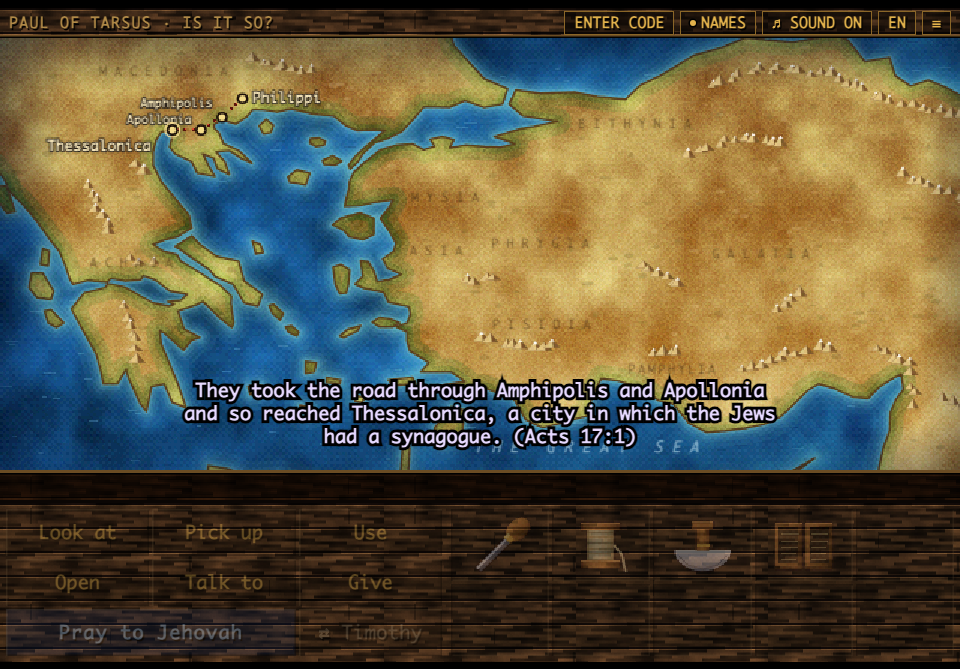 PAUL OF TARSUS · IS IT SO?
ENTER CODE
• NAMES
♬ SOUND ON
EN
≡
MACEDONIA
Amphipolis
Philippi
Apollonia
Thessalonica
BITHYNIA
MYSIA
ASIA
PHRYGIA
GALATIA
ACHAIA
PISIDIA
PAMPHYLIA
They took the road through Amphipolis and Apollonia
and so reached Thessalonica, a city in which the Jews
had a synagogue. (Acts 17:1)
THE GREAT SEA
Look at
Pick up
Use
Open
Talk to
Give
Pray to Jehovah
⇄ Timothy